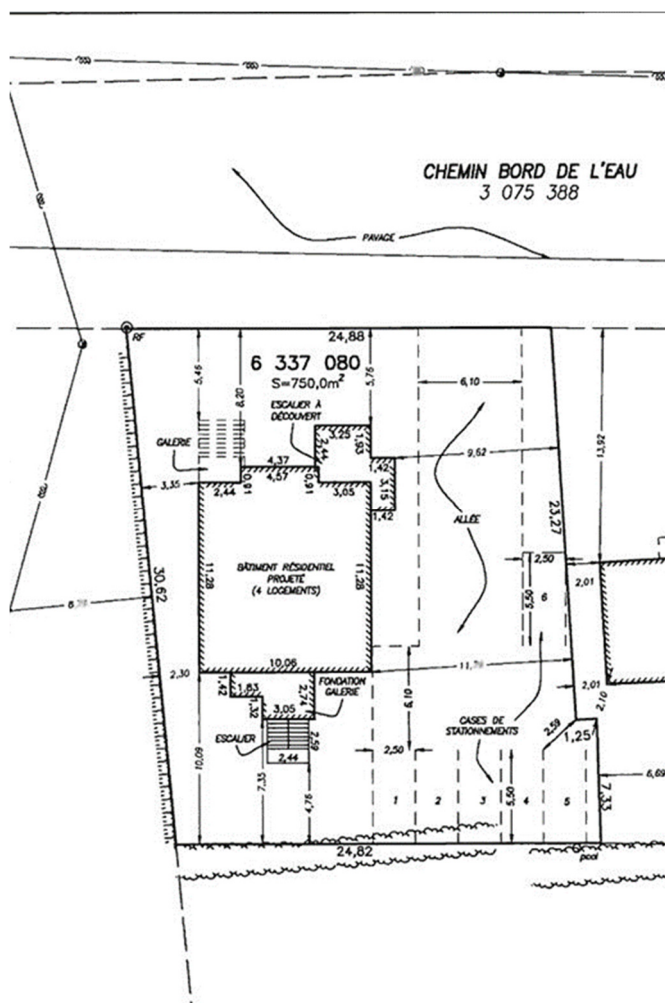 CHEMIN BORD DE L'EAU
3 075 388
PAVAGE
RF
24,88
6 337 080
S=750,0m²
5,46
8,20
5,76
6,10
ESCALIER À
DÉCOUVERT
13,92
GALERIE
3,25
2,44
1,93
9,62
4,37
1,42
4,57
0,91
0,91
3,15
3,35
2,44
3,05
1,42
23,27
ALLÉE
2,50
BÂTIMENT RÉSIDENTIEL
PROJETÉ
(4 LOGEMENTS)
11,28
11,28
30,62
5,50
6
2,01
10,06
2,30
1,42
1,83
2,74
FONDATION
GALERIE
6,10
2,01
2,10
1,32
3,05
CASES DE
STATIONNEMENTS
2,59
1,25
ESCALIER
2,59
2,44
2,50
10,09
7,35
4,76
5,50
7,33
6,69
1
2
3
4
5
24,82
pool